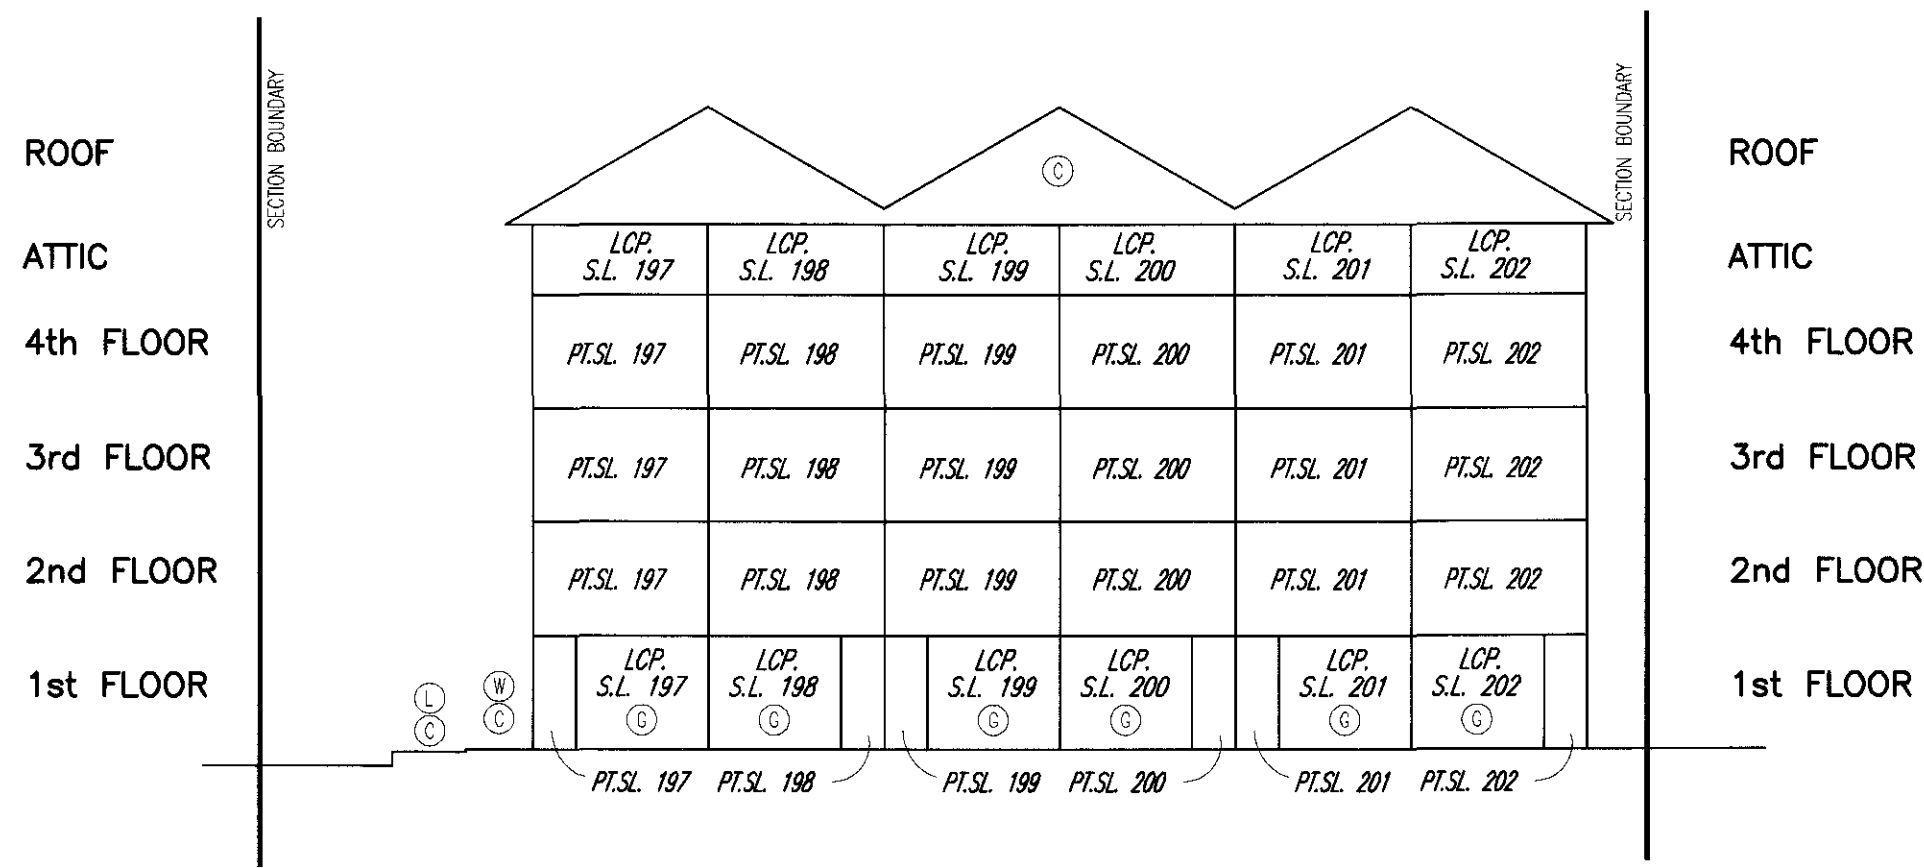 SECTION BOUNDARY
SECTION BOUNDARY
ROOF
C
ROOF
ATTIC
LCP.
S.L. 197
LCP.
S.L. 198
LCP.
S.L. 199
LCP.
S.L. 200
LCP.
S.L. 201
LCP.
S.L. 202
ATTIC
4th FLOOR
PT.SL. 197
PT.SL. 198
PT.SL. 199
PT.SL. 200
PT.SL. 201
PT.SL. 202
4th FLOOR
3rd FLOOR
PT.SL. 197
PT.SL. 198
PT.SL. 199
PT.SL. 200
PT.SL. 201
PT.SL. 202
3rd FLOOR
2nd FLOOR
PT.SL. 197
PT.SL. 198
PT.SL. 199
PT.SL. 200
PT.SL. 201
PT.SL. 202
2nd FLOOR
1st FLOOR
L
C
W
C
LCP.
S.L. 197
G
LCP.
S.L. 198
G
LCP.
S.L. 199
G
LCP.
S.L. 200
G
LCP.
S.L. 201
G
LCP.
S.L. 202
G
1st FLOOR
PT.SL. 197
PT.SL. 198
PT.SL. 199
PT.SL. 200
PT.SL. 201
PT.SL. 202